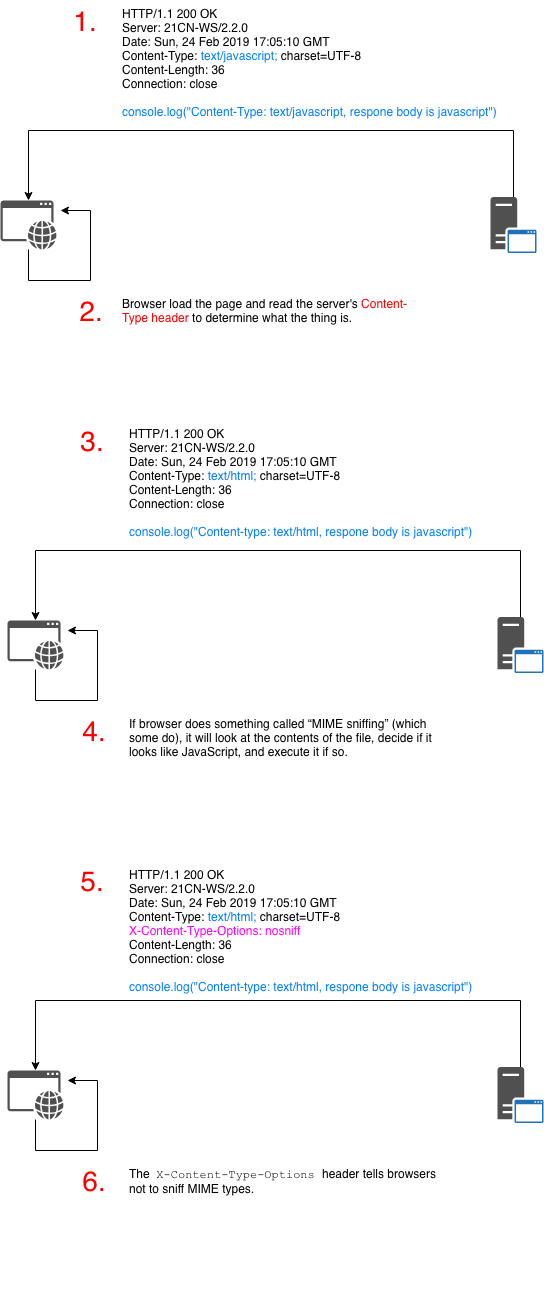 1.
HTTP/1.1 200 OK
Server: 21CN-WS/2.2.0
Date: Sun, 24 Feb 2019 17:05:10 GMT
Content-Type: text/javascript; charset=UTF-8
Content-Length: 36
Connection: close
console.log("Content-Type: text/javascript, respone body is javascript")
2.
Browser load the page and read the server's Content-
Type header to determine what the thing is.
3.
HTTP/1.1 200 OK
Server: 21CN-WS/2.2.0
Date: Sun, 24 Feb 2019 17:05:10 GMT
Content-Type: text/html; charset=UTF-8
Content-Length: 36
Connection: close
console.log("Content-type: text/html, respone body is javascript")
4.
If browser does something called “MIME sniffing” (which
some do), it will look at the contents of the file, decide if it
looks like JavaScript, and execute it if so.
5.
HTTP/1.1 200 OK
Server: 21CN-WS/2.2.0
Date: Sun, 24 Feb 2019 17:05:10 GMT
Content-Type: text/html; charset=UTF-8
X-Content-Type-Options: nosniff
Content-Length: 36
Connection: close
console.log("Content-type: text/html, respone body is javascript")
6.
The X-Content-Type-Options header tells browsers
not to sniff MIME types.